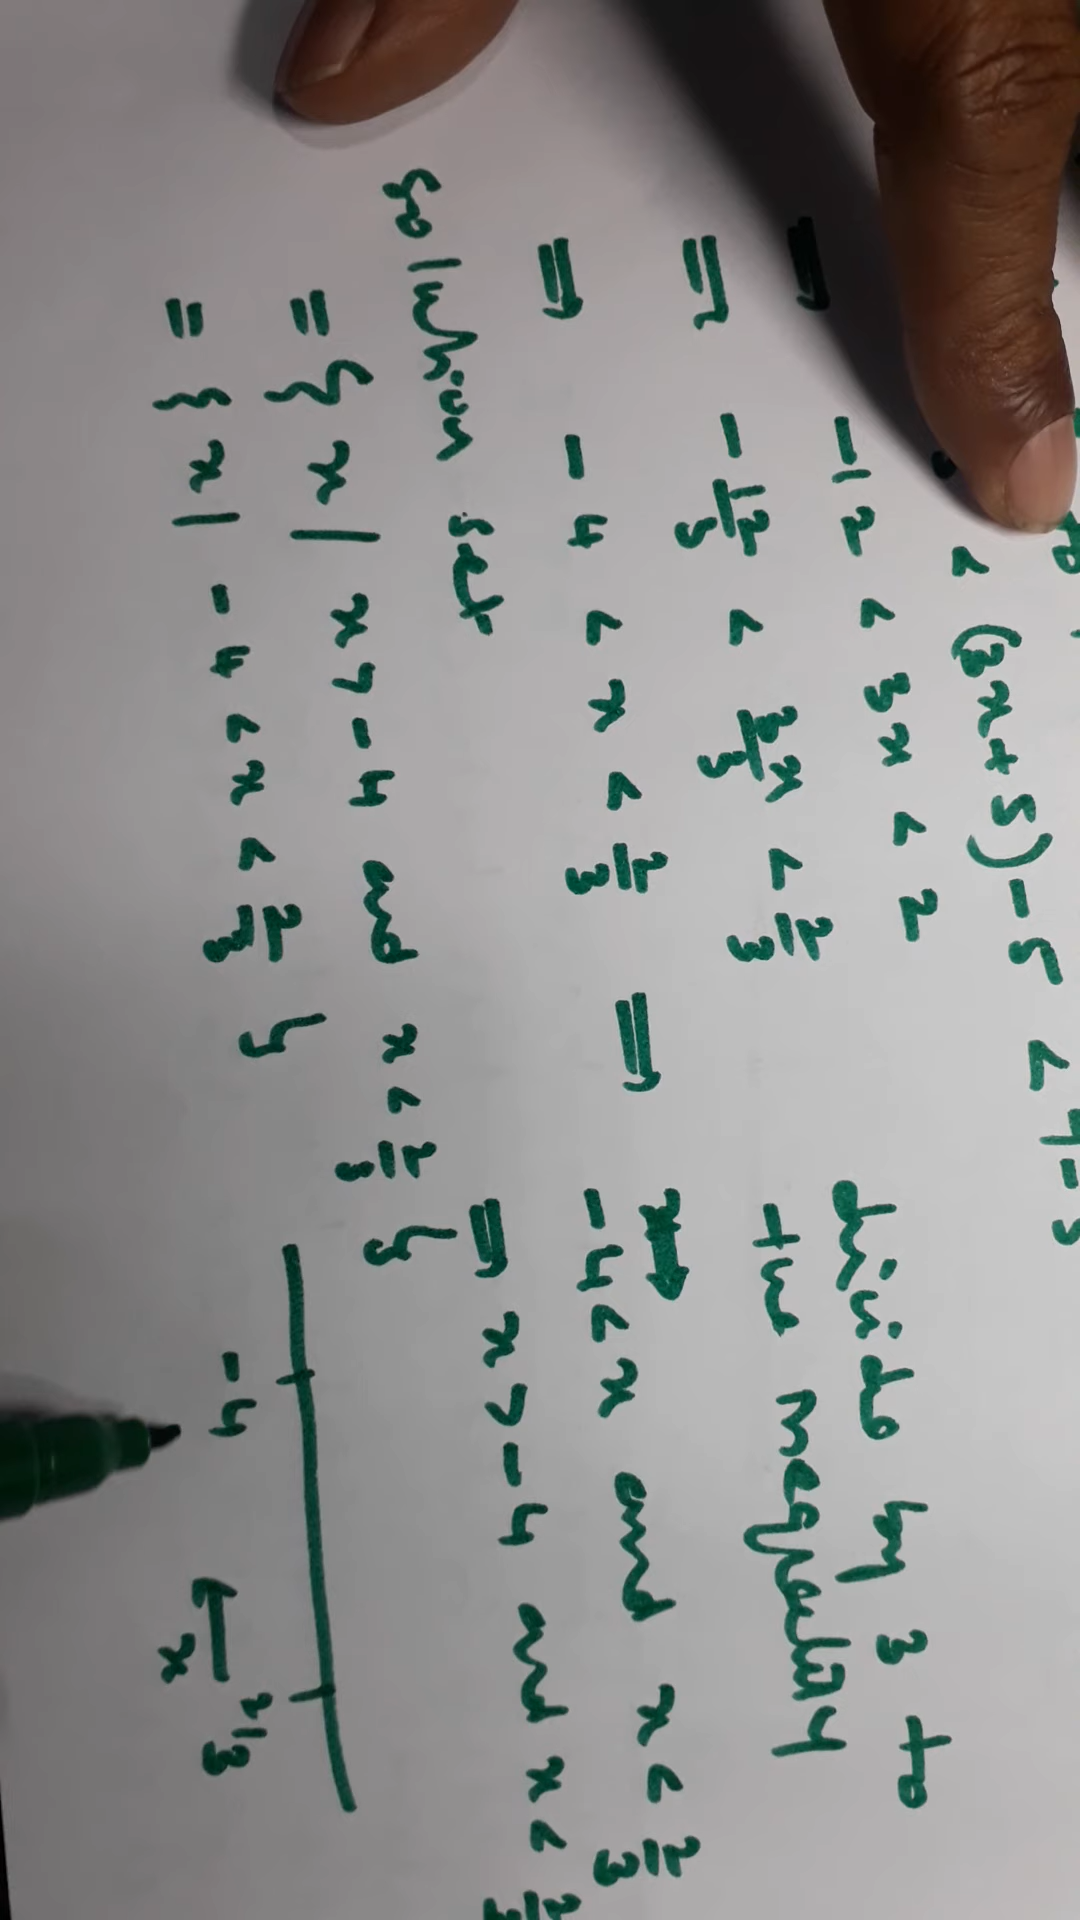 < (3x+5)-5 < 7-5
⇒ -12 < 3x < 2 divide by 3 to
⇒ -12/3 < 3x/3 < 2/3 the inequality
⇒ -4 < x < 2/3 ⇒ -4 < x and x < 2/3
⇒ x > -4 and x < 2/3
Solution set
= { x | x > -4 and x < 2/3 }
= { x | -4 < x < 2/3 }
-4 2/3
x